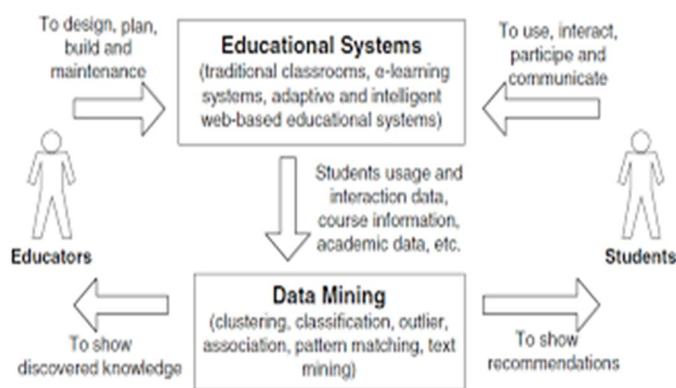 To design, plan,
build and
maintenance
Educational Systems
(traditional classrooms, e-learning
systems, adaptive and intelligent
web-based educational systems)
To use, interact,
participe and
communicate
Students usage and
interaction data,
course information,
academic data, etc.
Educators
Students
Data Mining
(clustering, classification, outlier,
association, pattern matching, text
mining)
To show
discovered knowledge
To show
recommendations